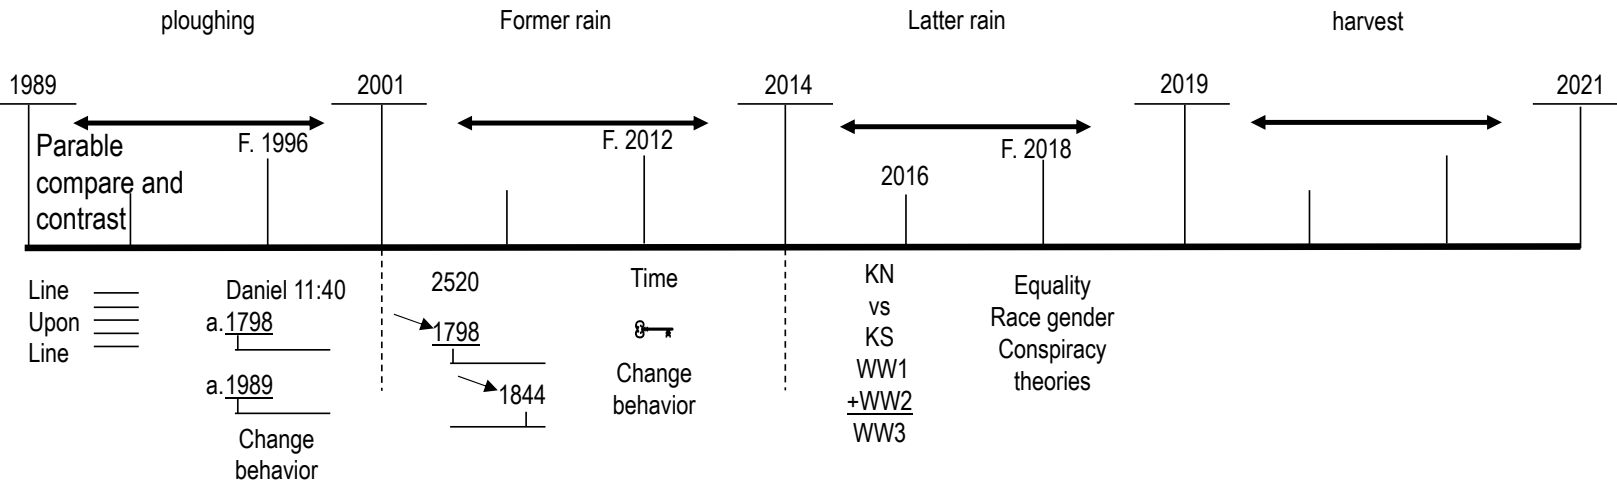 ploughing
Former rain
Latter rain
harvest
1989
2001
2014
2019
2021
Parable
compare and
contrast
F. 1996
F. 2012
2016
F. 2018
Line
Upon
Line
Daniel 11:40
a.1798
a.1989
Change
behavior
2520
1798
1844
Time
Change
behavior
KN
vs
KS
WW1
+WW2
WW3
Equality
Race gender
Conspiracy
theories